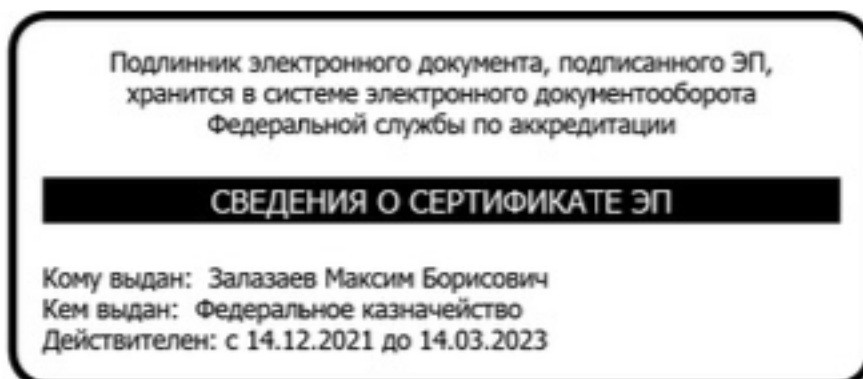 Подлинник электронного документа, подписанного ЭП,
хранится в системе электронного документооборота
Федеральной службы по аккредитации
СВЕДЕНИЯ О СЕРТИФИКАТЕ ЭП
Кому выдан: Залазаев Максим Борисович
Кем выдан: Федеральное казначейство
Действителен: с 14.12.2021 до 14.03.2023